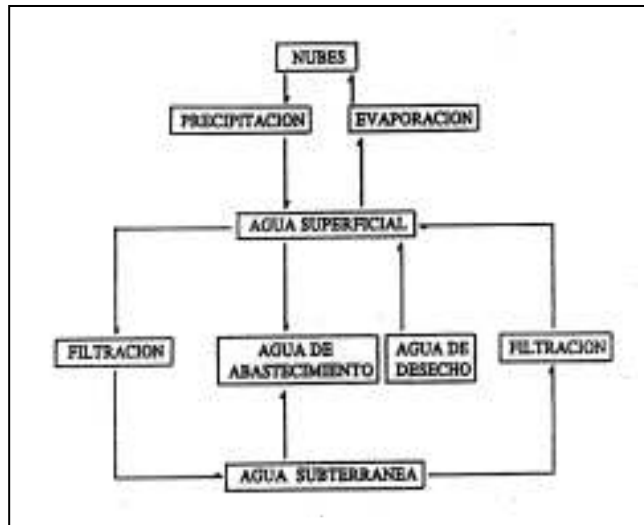 NUBES
PRECIPITACION
EVAPORACION
AGUA SUPERFICIAL
FILTRACION
AGUA DE
ABASTECIMIENTO
AGUA DE
DESECHO
FILTRACION
AGUA SUBTERRANEA